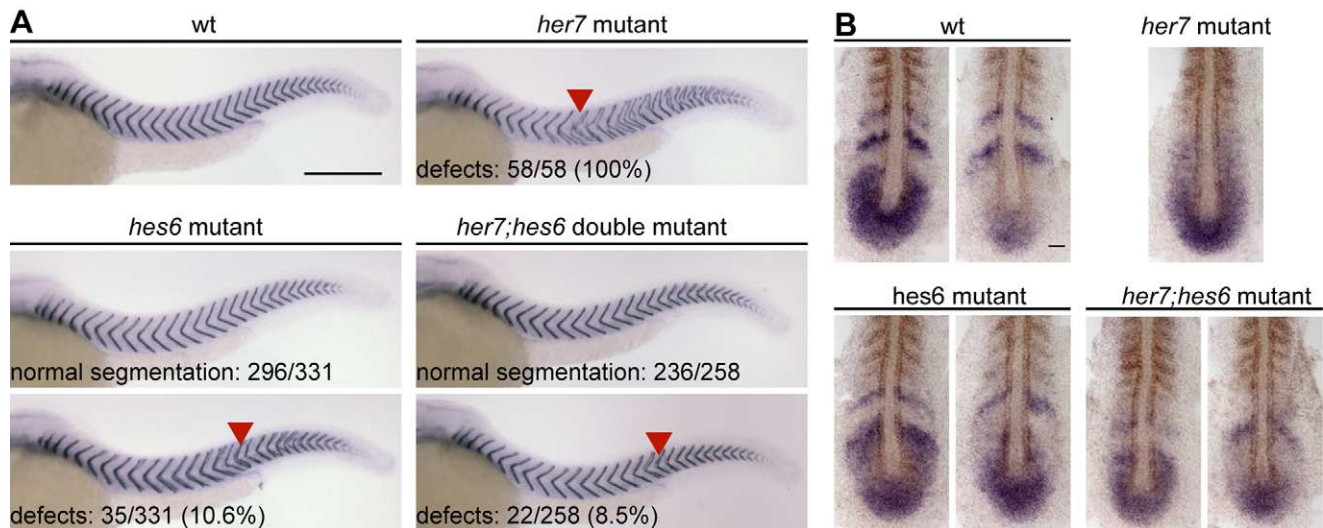 A
wt
her7 mutant
defects: 58/58 (100%)
hes6 mutant
her7;hes6 double mutant
normal segmentation: 296/331
normal segmentation: 236/258
defects: 35/331 (10.6%)
defects: 22/258 (8.5%)
B
wt
her7 mutant
hes6 mutant
her7;hes6 mutant